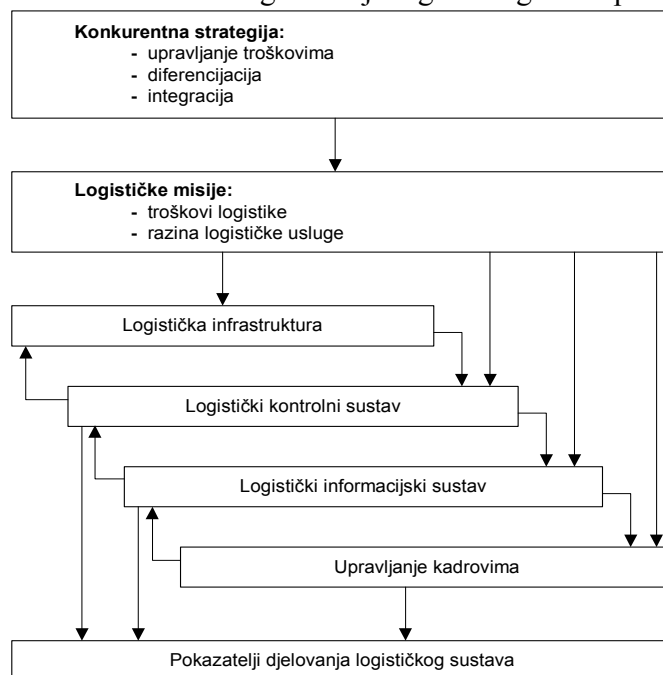 Konkurentna strategija:
- upravljanje troškovima
- diferencijacija
- integracija
Logističke misije:
- troškovi logistike
- razina logističke usluge
Logistička infrastruktura
Logistički kontrolni sustav
Logistički informacijski sustav
Upravljanje kadrovima
Pokazatelji djelovanja logističkog sustava